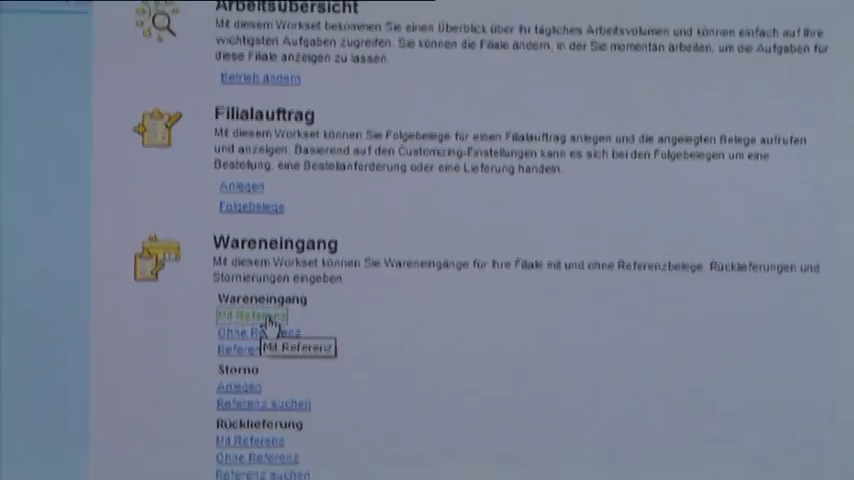 Arbeitsübersicht
Mit diesem Workset bekommen Sie einen Überblick über Ihr tägliches Arbeitsvolumen und können einfach auf Ihre
wichtigsten Aufgaben zugreifen. Sie können die Filiale ändern, in der Sie momentan arbeiten, um die Aufgaben für
diese Filiale anzeigen zu lassen.
Betrieb ändern
Filialauftrag
Mit diesem Workset können Sie Folgebelege für einen Filialauftrag anlegen und die angelegten Belege aufrufen
und anzeigen. Basierend auf den Customizing-Einstellungen kann es sich bei den Folgebelegen um eine
Bestellung, eine Bestellanforderung oder eine Lieferung handeln.
Anlegen
Folgebelege
Wareneingang
Mit diesem Workset können Sie Wareneingänge für Ihre Filiale mit und ohne Referenzbelege, Rücklieferungen und
Stornierungen eingeben.
Wareneingang
Mit Referenz
Ohne Referenz
Mit Referenz
Storno
Anlegen
Referenz suchen
Rücklieferung
Mit Referenz
Ohne Referenz
Referenz suchen